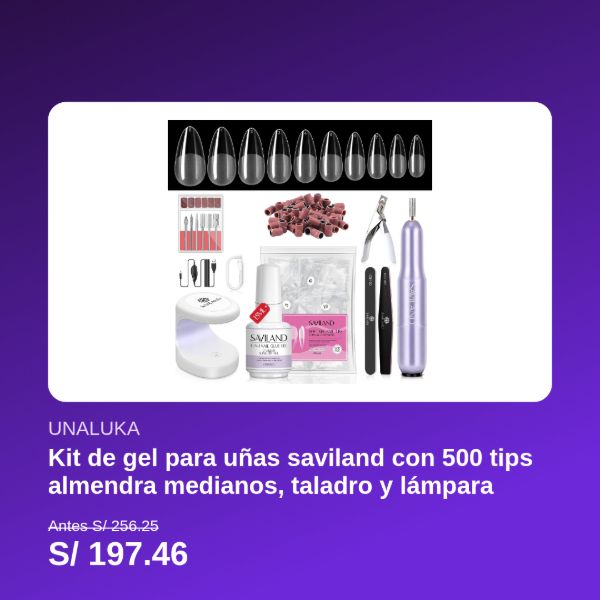 SAVILAND
15ML
SAVILAND
UNALUKA
Kit de gel para uñas saviland con 500 tips
almendra medianos, taladro y lámpara
Antes S/ 256.25
S/ 197.46